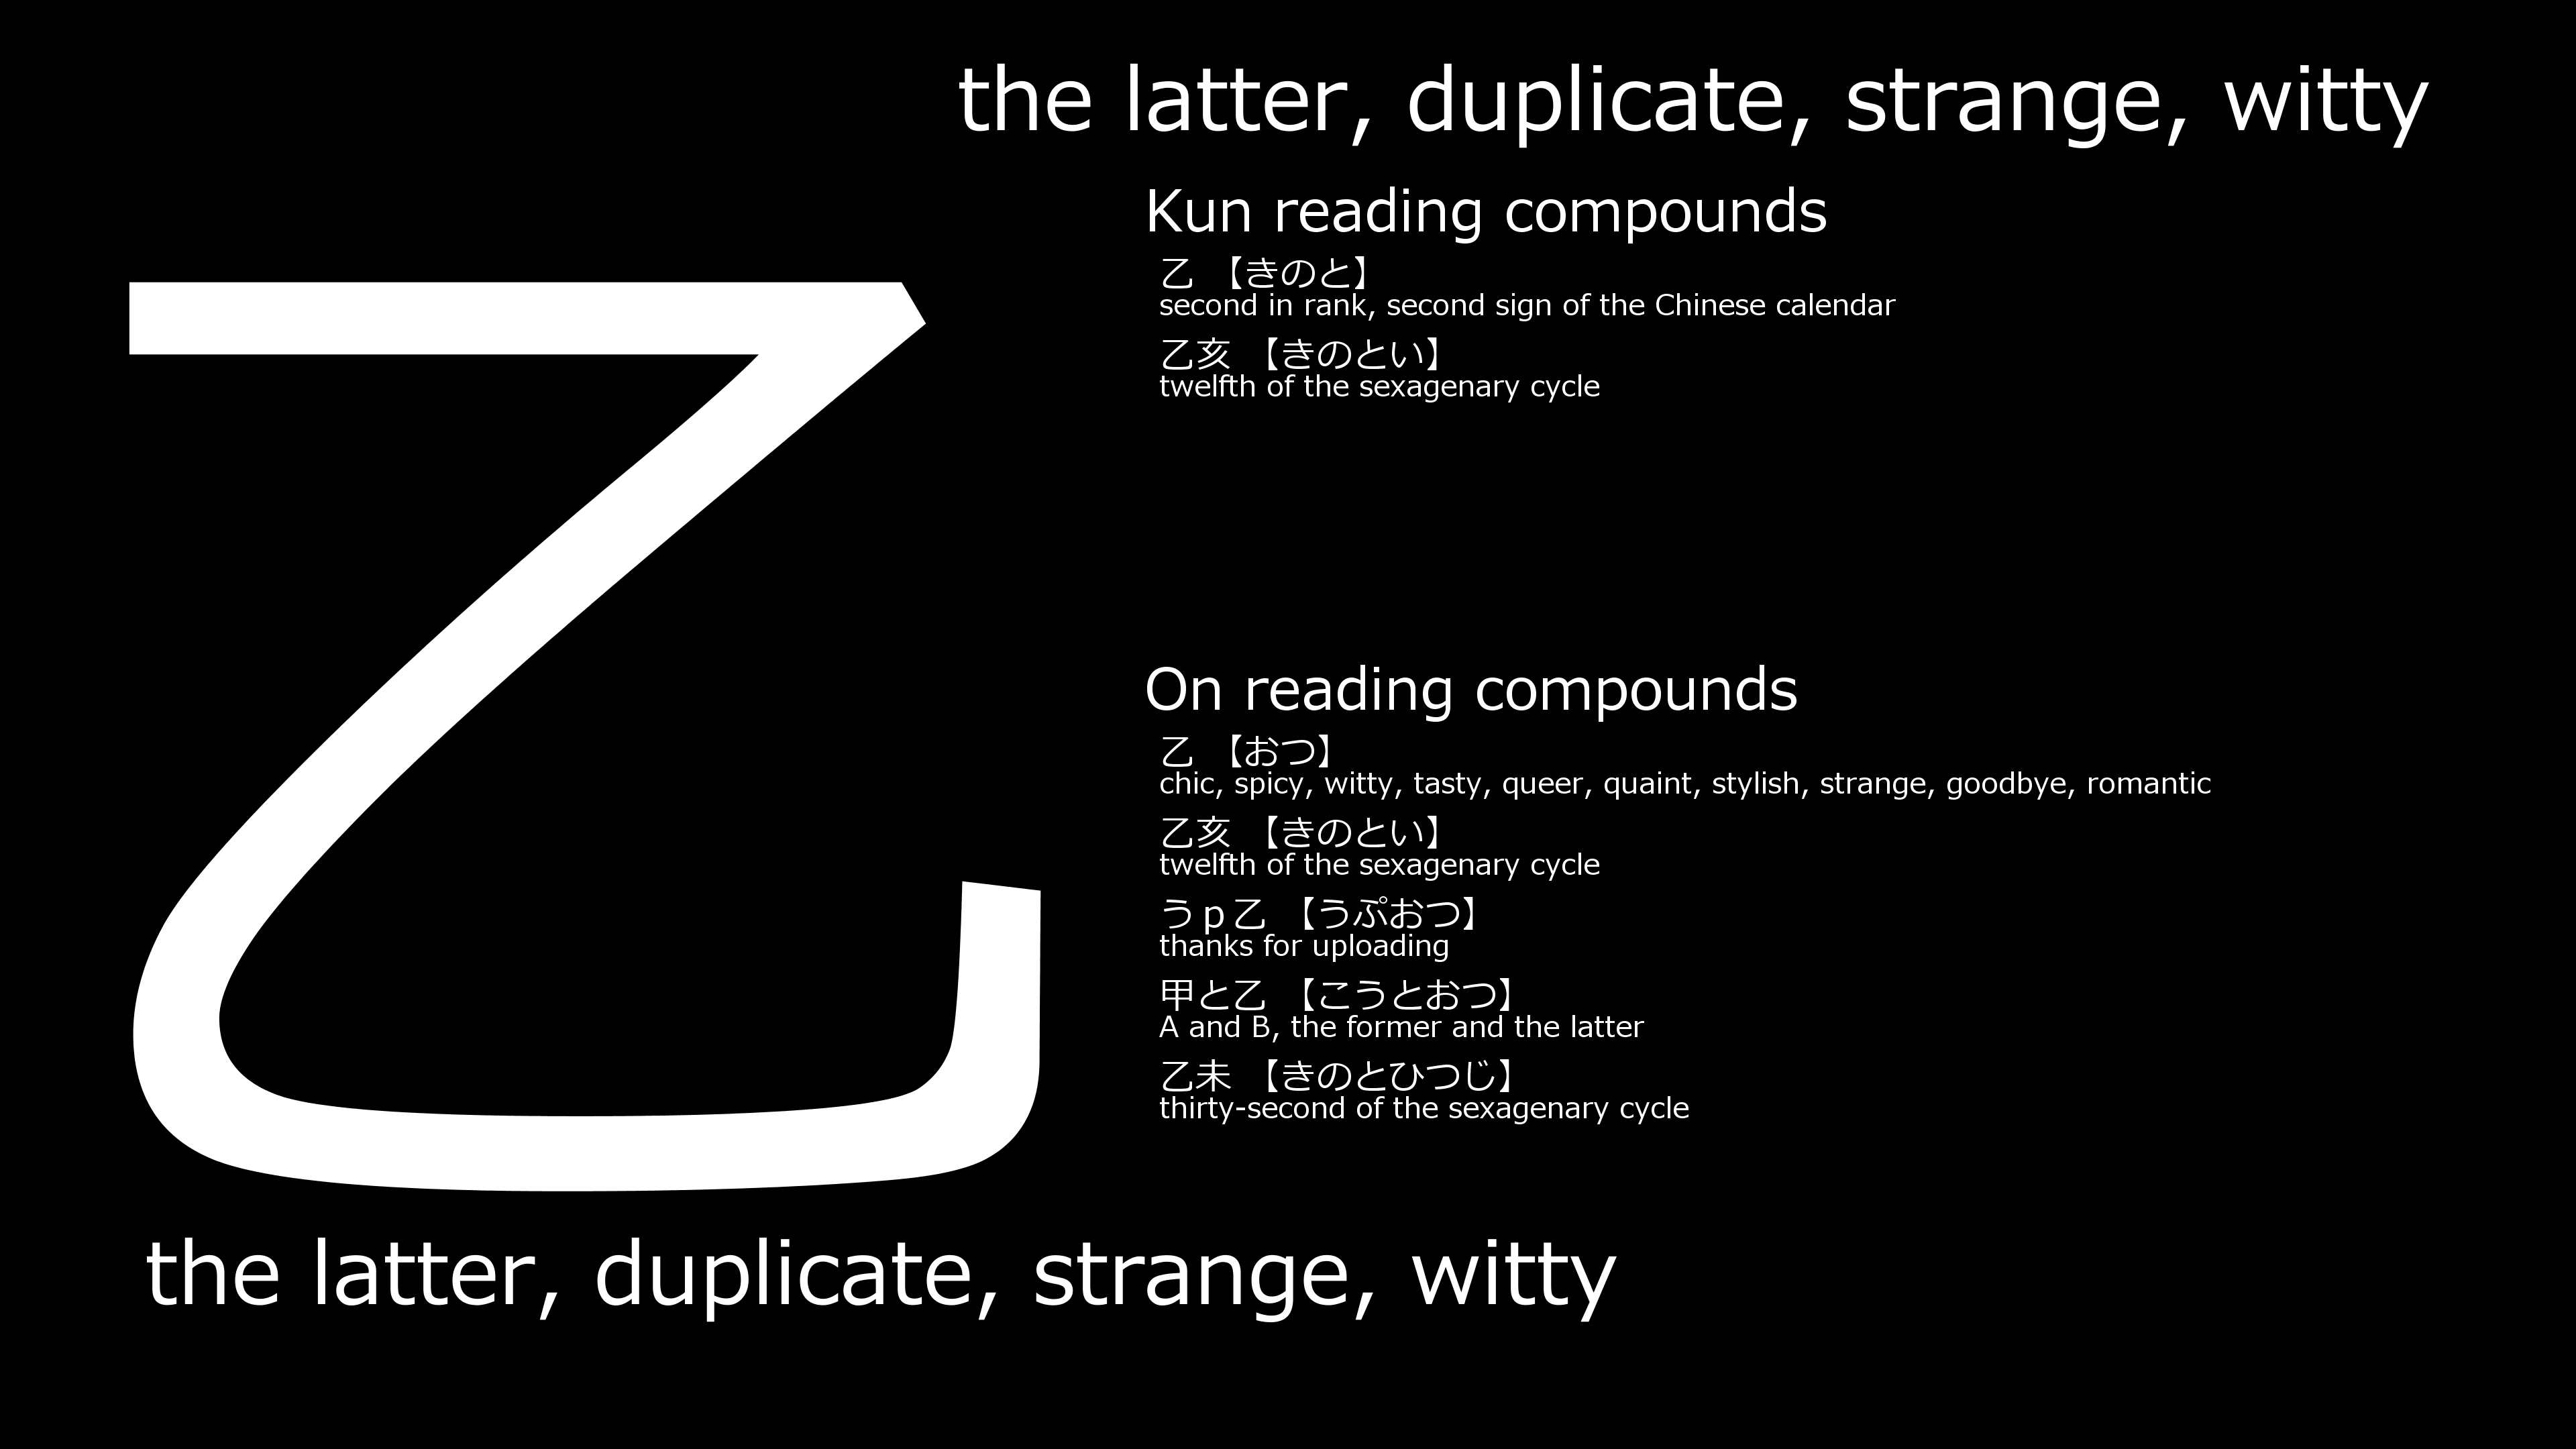 the latter, duplicate, strange, witty
乙
Kun reading compounds
乙 【きのと】
second in rank, second sign of the Chinese calendar
乙亥 【きのとい】
twelfth of the sexagenary cycle
On reading compounds
乙 【おつ】
chic, spicy, witty, tasty, queer, quaint, stylish, strange, goodbye, romantic
乙亥 【きのとい】
twelfth of the sexagenary cycle
うｐ乙 【うぷおつ】
thanks for uploading
甲と乙 【こうとおつ】
A and B, the former and the latter
乙未 【きのとひつじ】
thirty-second of the sexagenary cycle
the latter, duplicate, strange, witty